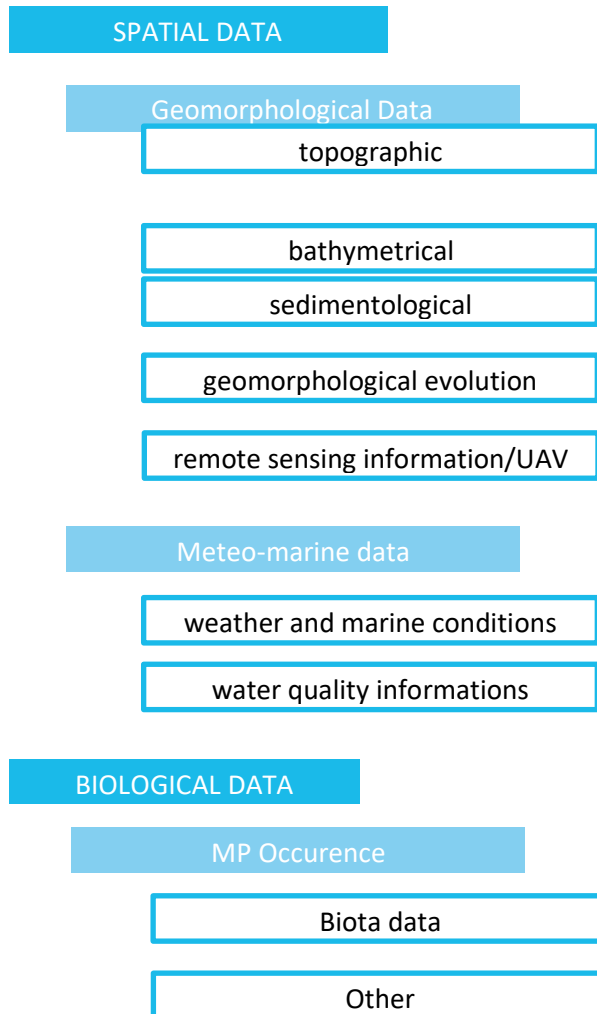 SPATIAL DATA
Geomorphological Data
topographic
bathymetrical
sedimentological
geomorphological evolution
remote sensing information/UAV
Meteo-marine data
weather and marine conditions
water quality informations
BIOLOGICAL DATA
MP Occurence
Biota data
Other